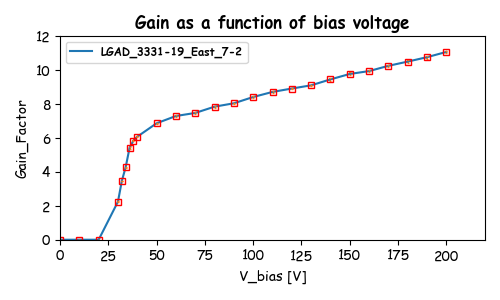 Gain as a function of bias voltage
LGAD_3331-19_East_7-2
Gain_Factor
12
10
8
6
4
2
0
0 25 50 75 100 125 150 175 200
V_bias [V]